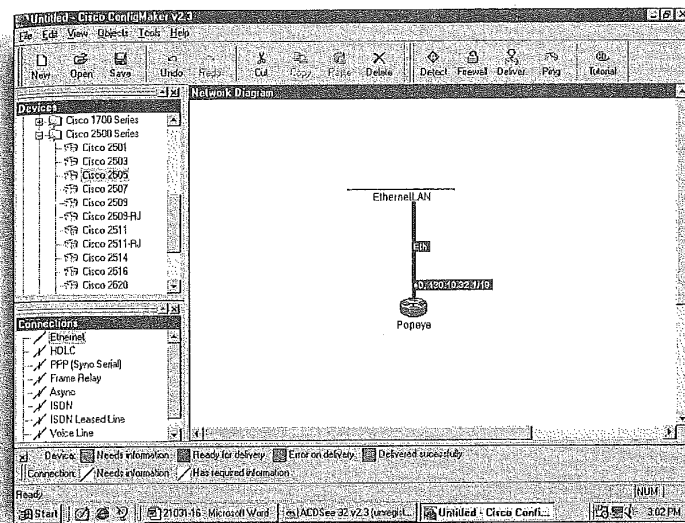 Untitled - Cisco ConfigMaker v2.3
File Edit View Objects Tools Help
New Open Save Undo Redo Cut Copy Paste Delete Detect Firewall Deliver Ping Tutorial
Devices
Cisco 1700 Series
Cisco 2500 Series
Cisco 2501
Cisco 2503
Cisco 2505
Cisco 2507
Cisco 2509
Cisco 2509-RJ
Cisco 2511
Cisco 2511-RJ
Cisco 2514
Cisco 2516
Cisco 2520
Network Diagram
EthernetLAN
Eth
Popeye
Connections
Ethernet
HDLC
PPP (Sync Serial)
Frame Relay
Async
ISDN
ISDN Leased Line
Voice Line
Device: Needs information Ready for delivery Error on delivery Delivered sucessfully
Connection: Needs information Has required information
Ready
NUM
Start 21031-16 - Microsoft Word ACDSee 32 v2.3 Untitled - Cisco Confi... 3:02 PM